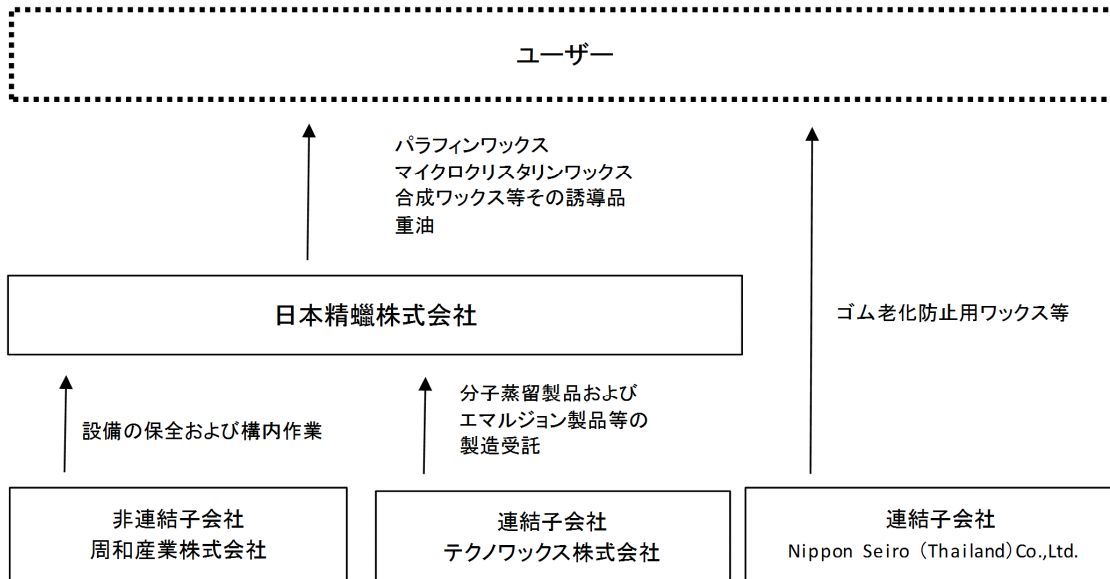 ユーザー
パラフィンワックス
マイクロクリスタリンワックス
合成ワックス等その誘導品
重油
日本精蠟株式会社
ゴム老化防止用ワックス等
設備の保全および構内作業
分子蒸留製品および
エマルジョン製品等の
製造受託
非連結子会社
周和産業株式会社
連結子会社
テクノワックス株式会社
連結子会社
Nippon Seiro (Thailand)Co.,Ltd.